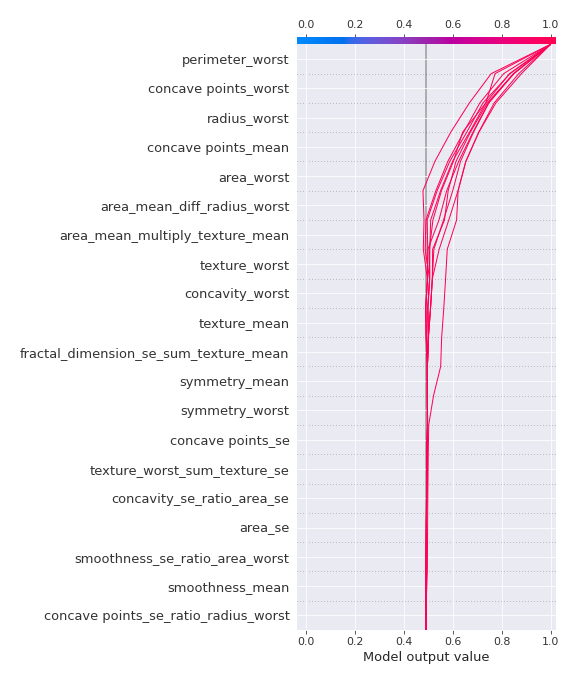 0.0 0.2 0.4 0.6 0.8 1.0
perimeter_worst
concave points_worst
radius_worst
concave points_mean
area_worst
area_mean_diff_radius_worst
area_mean_multiply_texture_mean
texture_worst
concavity_worst
texture_mean
fractal_dimension_se_sum_texture_mean
symmetry_mean
symmetry_worst
concave points_se
texture_worst_sum_texture_se
concavity_se_ratio_area_se
area_se
smoothness_se_ratio_area_worst
smoothness_mean
concave points_se_ratio_radius_worst
0.0 0.2 0.4 0.6 0.8 1.0
Model output value